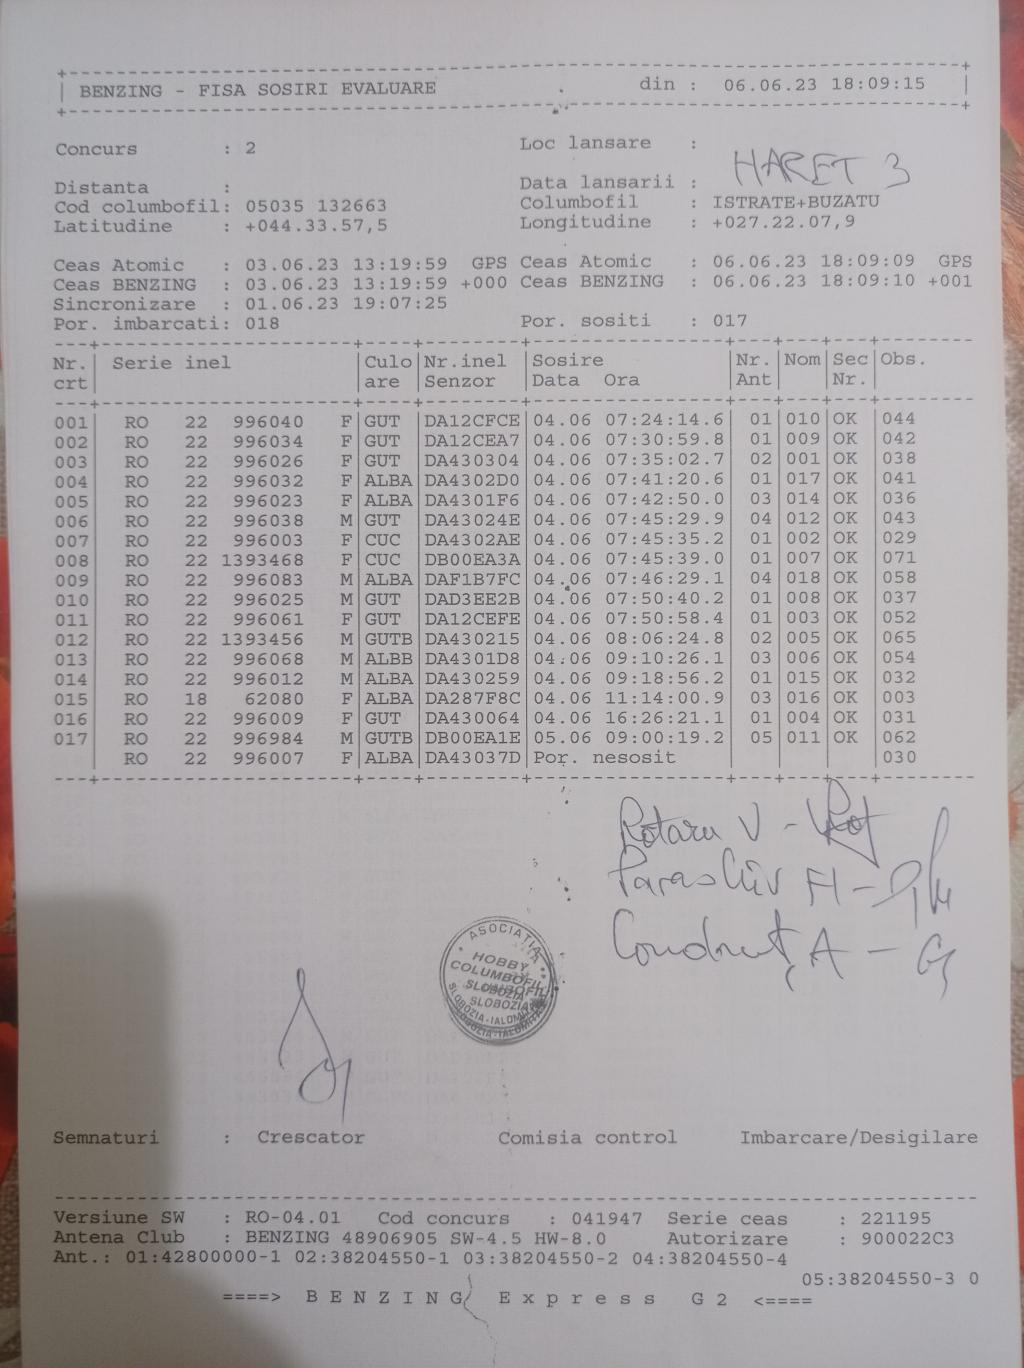 BENZING - FISA SOSIRI EVALUARE din : 06.06.23 18:09:15
Concurs : 2 Loc lansare :
HARET 3
Distanta : Data lansarii :
Cod columbofil: 05035 132663 Columbofil : ISTRATE+BUZATU
Latitudine : +044.33.57,5 Longitudine : +027.22.07,9
Ceas Atomic : 03.06.23 13:19:59 GPS Ceas Atomic : 06.06.23 18:09:09 GPS
Ceas BENZING : 03.06.23 13:19:59 +000 Ceas BENZING : 06.06.23 18:09:10 +001
Sincronizare : 01.06.23 19:07:25
Por. imbarcati: 018 Por. sositi : 017
Nr. Serie inel Culo Nr.inel Sosire Nr. Nom Sec Obs.
crt are Senzor Data Ora Ant Nr.
001 RO 22 996040 F GUT DA12CFCE 04.06 07:24:14.6 01 010 OK 044
002 RO 22 996034 F GUT DA12CEA7 04.06 07:30:59.8 01 009 OK 042
003 RO 22 996026 F GUT DA430304 04.06 07:35:02.7 02 001 OK 038
004 RO 22 996032 F ALBA DA4302D0 04.06 07:41:20.6 01 017 OK 041
005 RO 22 996023 F ALBA DA4301F6 04.06 07:42:50.0 03 014 OK 036
006 RO 22 996038 M GUT DA43024E 04.06 07:45:29.9 04 012 OK 043
007 RO 22 996003 F CUC DA4302AE 04.06 07:45:35.2 01 002 OK 029
008 RO 22 1393468 F CUC DB00EA3A 04.06 07:45:39.0 01 007 OK 071
009 RO 22 996083 M ALBA DAF1B7FC 04.06 07:46:29.1 04 018 OK 058
010 RO 22 996025 M GUT DAD3EE2B 04.06 07:50:40.2 01 008 OK 037
011 RO 22 996061 F GUT DA12CEFE 04.06 07:50:58.4 01 003 OK 052
012 RO 22 1393456 M GUTB DA430215 04.06 08:06:24.8 02 005 OK 065
013 RO 22 996068 M ALBB DA4301D8 04.06 09:10:26.1 03 006 OK 054
014 RO 22 996012 M ALBA DA430259 04.06 09:18:56.2 01 015 OK 032
015 RO 18 62080 F ALBA DA287F8C 04.06 11:14:00.9 03 016 OK 003
016 RO 22 996009 F GUT DA430064 04.06 16:26:21.1 01 004 OK 031
017 RO 22 996984 M GUTB DB00EA1E 05.06 09:00:19.2 05 011 OK 062
RO 22 996007 F ALBA DA43037D Por. nesosit 030
Rotaru V -
Paraschiv Fl -
Condruț A -
ASOCIATIA
HOBBY
COLUMBOFIL
SLOBOZIA
SLOBOZIA-IALOMITA
Semnaturi : Crescator Comisia control Imbarcare/Desigilare
Versiune SW : RO-04.01 Cod concurs : 041947 Serie ceas : 221195
Antena Club : BENZING 48906905 SW-4.5 HW-8.0 Autorizare : 900022C3
Ant.: 01:42800000-1 02:38204550-1 03:38204550-2 04:38204550-4
05:38204550-3 0
====> BENZING Express G2 <====